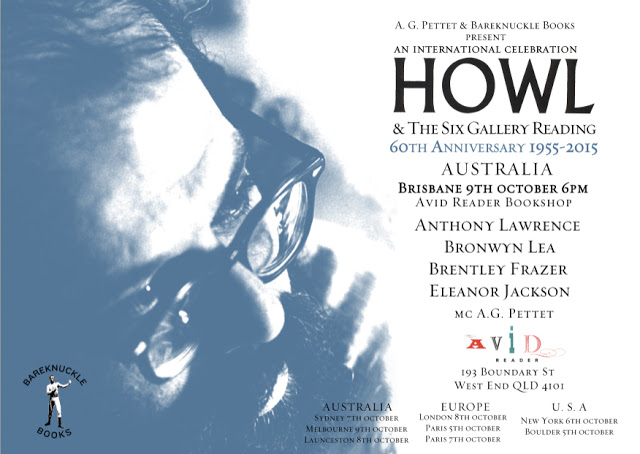 A. G. Pettet & Bareknuckle Books
present
an international celebration
HOWL
& The Six Gallery Reading
60th Anniversary 1955-2015
Australia
Brisbane 9th October 6pm
Avid Reader Bookshop
Anthony Lawrence
Bronwyn Lea
Brentley Frazer
Eleanor Jackson
mc A.G. Pettet
AViD
READER
193 Boundary St
West End QLD 4101
BAREKNUCKLE
BOOKS
Australia
Sydney 7th October
Melbourne 9th October
Launceston 8th October
Europe
London 8th October
Paris 5th October
Paris 7th October
U. S. A
New York 6th October
Boulder 5th October